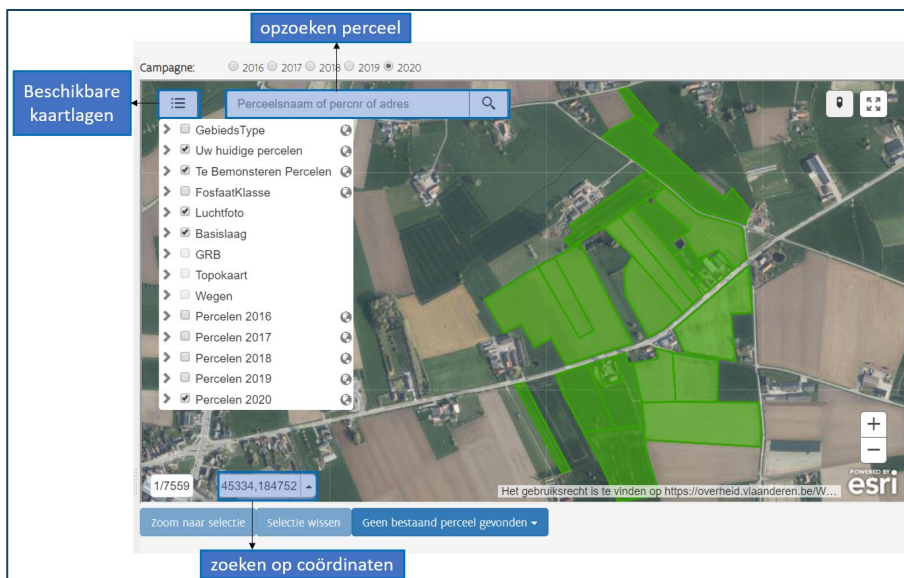 opzoeken perceel
Campagne: 2016 2017 2018 2019 2020
Beschikbare
kaartlagen
Perceelsnaam of percnr of adres
GebiedsType
Uw huidige percelen
Te Bemonsteren Percelen
FosfaatKlasse
Luchtfoto
Basislaag
GRB
Topokaart
Wegen
Percelen 2016
Percelen 2017
Percelen 2018
Percelen 2019
Percelen 2020
+
−
1/7559
45334,184752
Het gebruiksrecht is te vinden op https://overheid.vlaanderen.be/W…
POWERED BY
esri
Zoom naar selectie
Selectie wissen
Geen bestaand perceel gevonden
zoeken op coördinaten